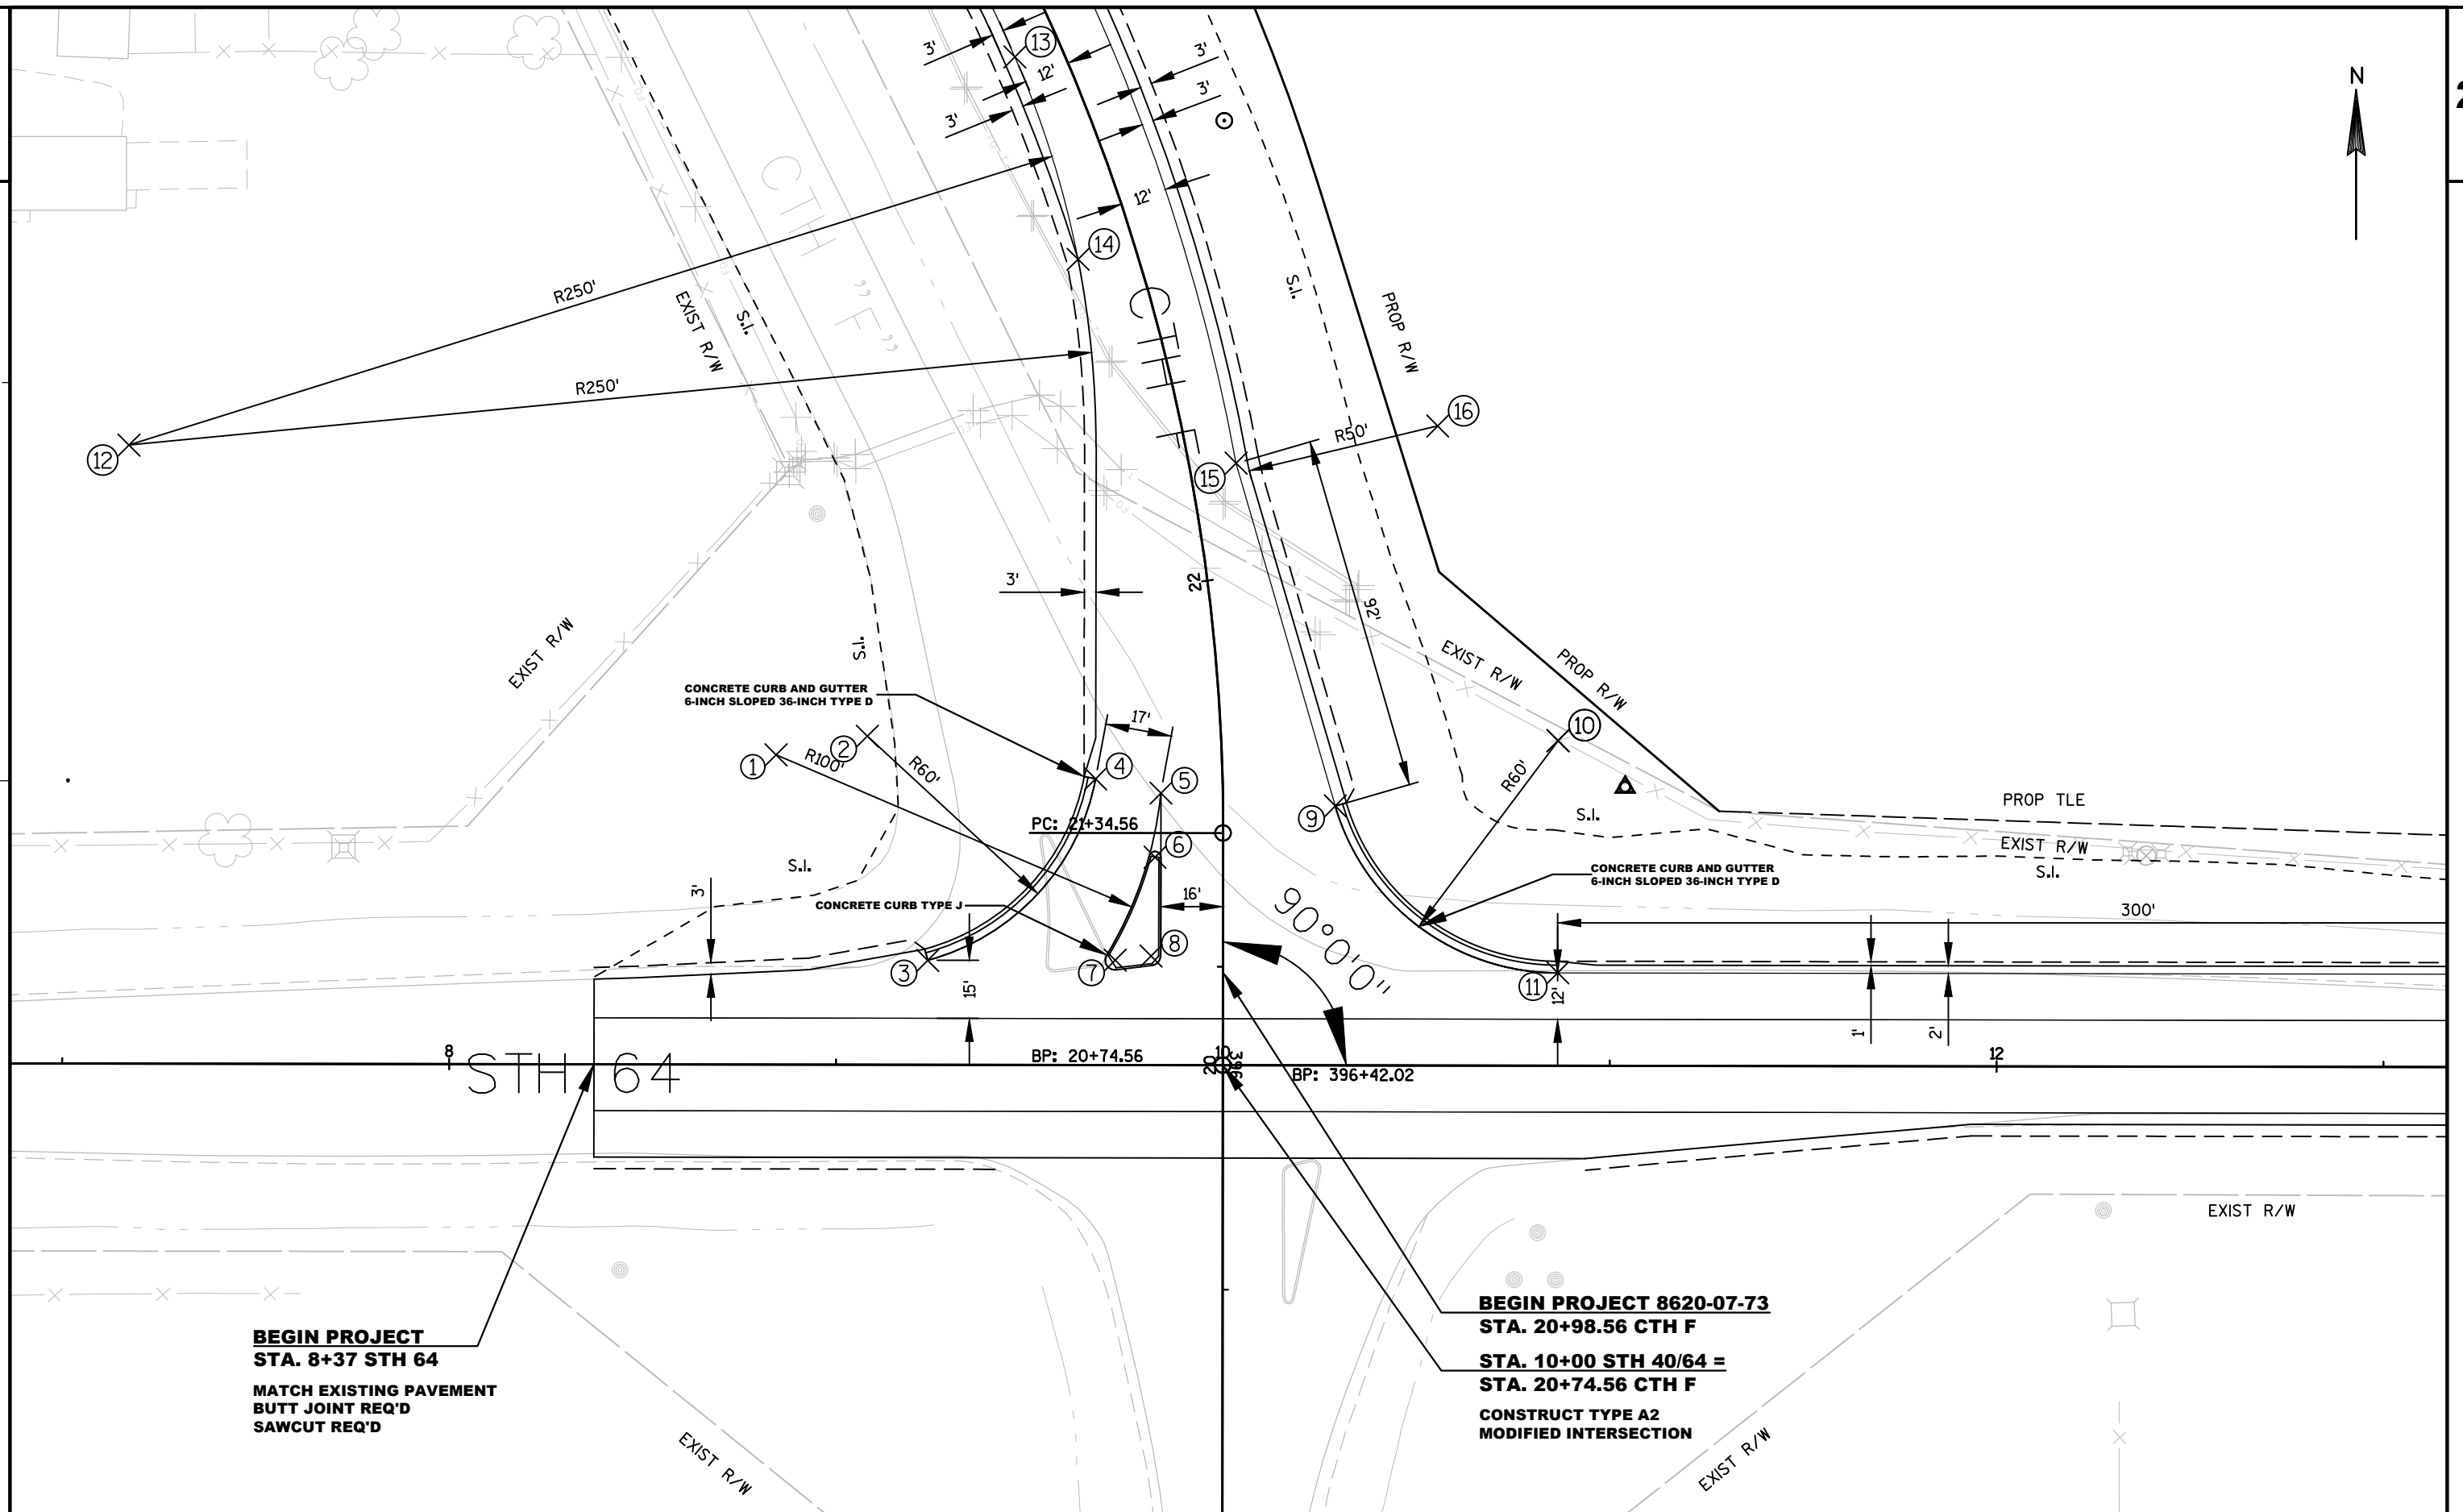 2
N
13
3'
12'
3'
3'
3'
12'
14
CTH "F"
C
R250'
EXIST R/W
S.I.
S.I.
PROP R/W
R250'
12
16
R50'
15
22
3'
92'
EXIST R/W
S.I.
EXIST R/W
PROP R/W
CONCRETE CURB AND GUTTER
6-INCH SLOPED 36-INCH TYPE D
17'
10
1
R100'
2
R60'
4
5
R60'
9
PROP TLE
S.I.
PC: 21+34.56
6
EXIST R/W
S.I.
S.I.
CONCRETE CURB AND GUTTER
6-INCH SLOPED 36-INCH TYPE D
3'
CONCRETE CURB TYPE J
16'
90°0'0"
300'
8
3
7
15'
11
12'
1'
2'
8
STH 64
BP: 20+74.56
20
396
BP: 396+42.02
12
EXIST R/W
BEGIN PROJECT
STA. 8+37 STH 64
MATCH EXISTING PAVEMENT
BUTT JOINT REQ'D
SAWCUT REQ'D
BEGIN PROJECT 8620-07-73
STA. 20+98.56 CTH F
STA. 10+00 STH 40/64 =
STA. 20+74.56 CTH F
CONSTRUCT TYPE A2
MODIFIED INTERSECTION
EXIST R/W
EXIST R/W